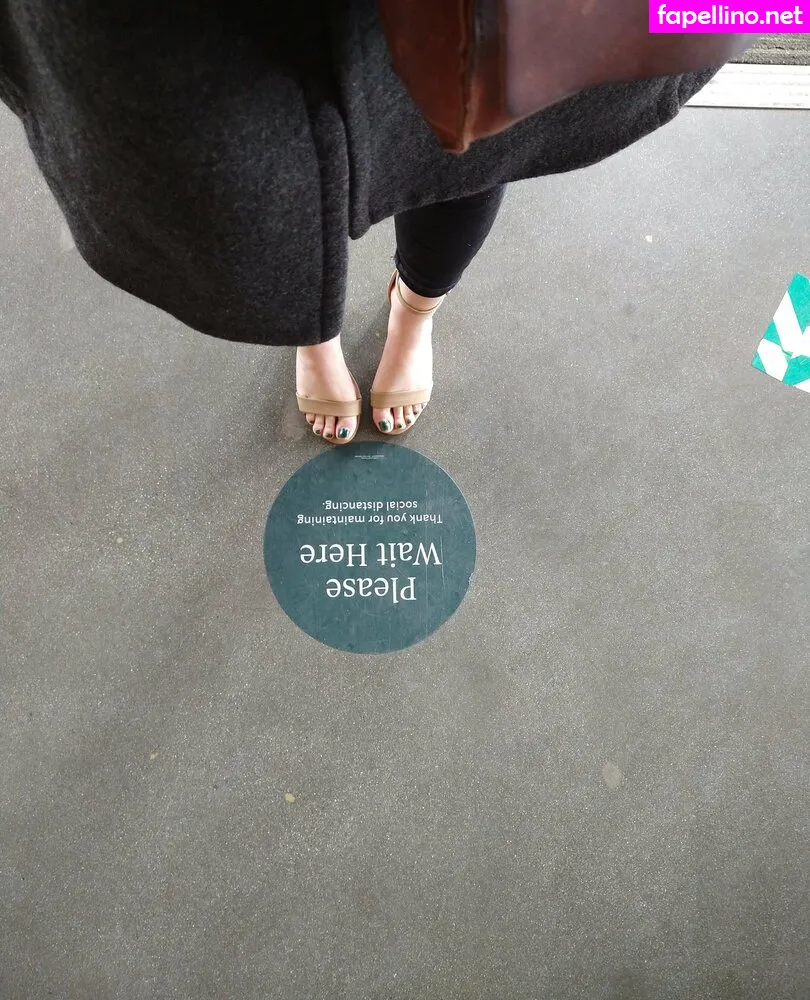 fapellino.net
Please
Wait Here
Thank you for maintaining
social distancing.